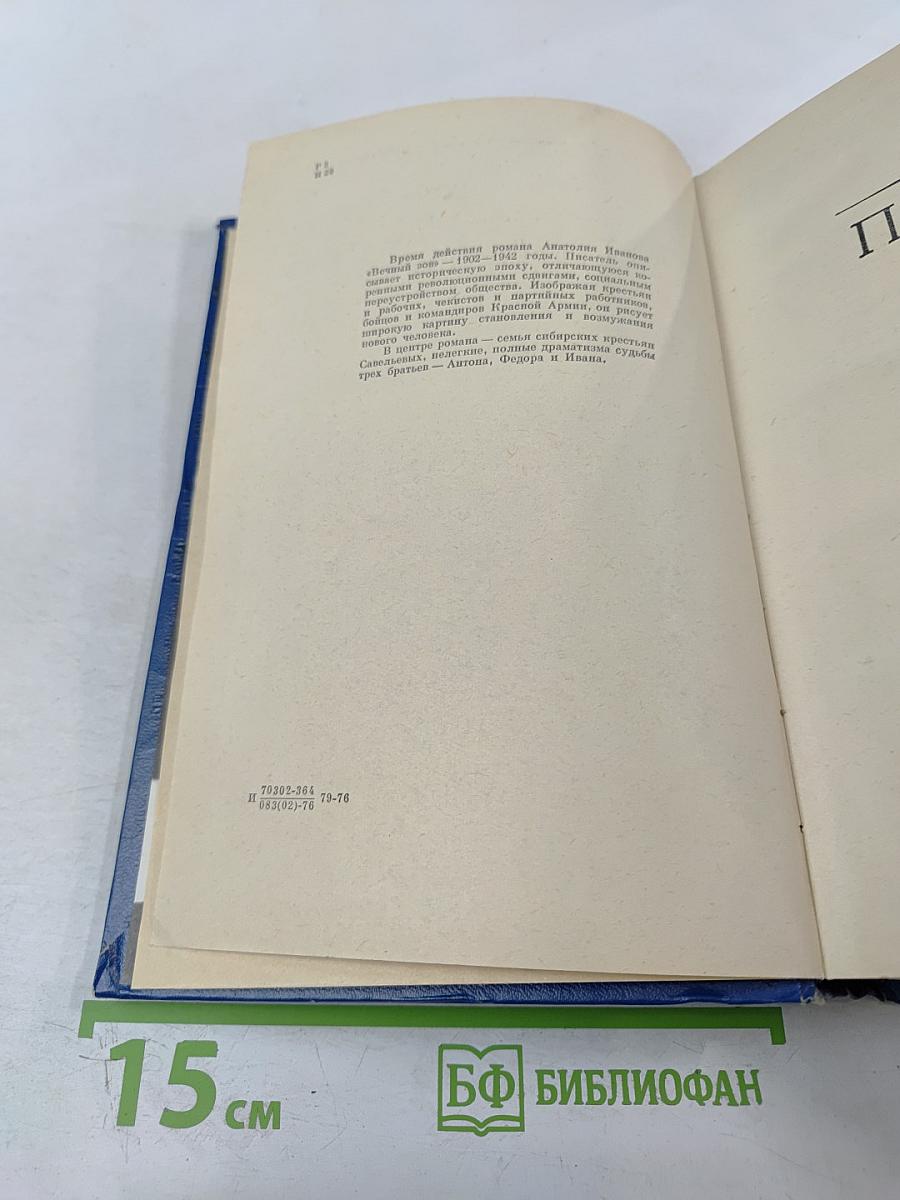 Р 2
И 20
Время действия романа Анатолия Иванова
«Вечный зов» — 1902—1942 годы. Писатель опи-
сывает историческую эпоху, отличающуюся ко-
ренными революционными сдвигами, социальным
переустройством общества. Изображая крестьян
и рабочих, чекистов и партийных работников,
бойцов и командиров Красной Армии, он рисует
широкую картину становления и возмужания
нового человека.
В центре романа — семья сибирских крестьян
Савельевых, нелегкие, полные драматизма судьбы
трех братьев — Антона, Федора и Ивана.
И 70302-364
083(02)-76 79-76
П
15 см
БФ БИБЛИОФАН